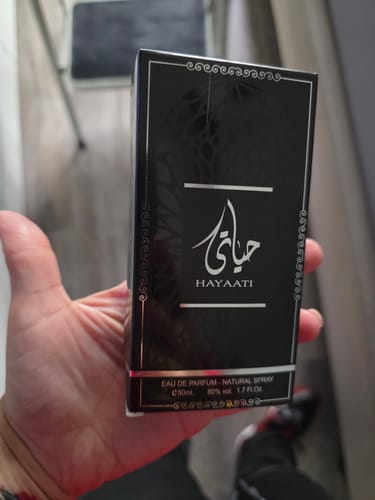 حياتي
HAYAATI
EAU DE PARFUM - NATURAL SPRAY
℮50ml. 80% vol. 1.7 Fl.Oz.